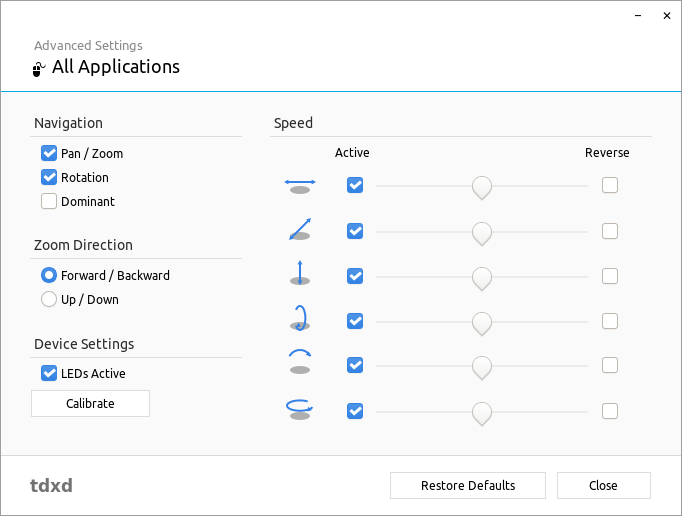 Advanced Settings
All Applications
Navigation
Pan / Zoom
Rotation
Dominant
Zoom Direction
Forward / Backward
Up / Down
Device Settings
LEDs Active
Calibrate
Speed
Active
Reverse
tdxd
Restore Defaults
Close